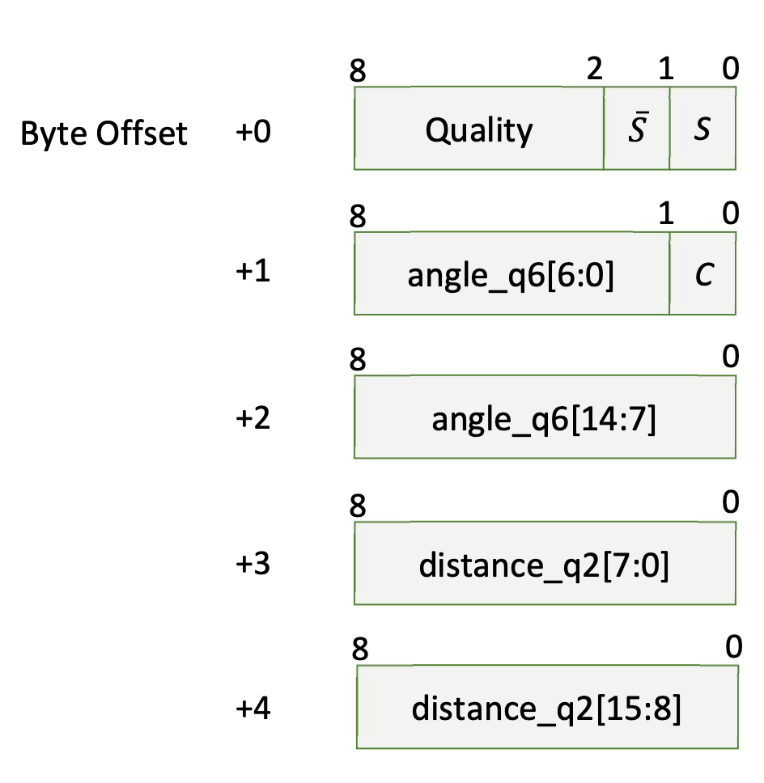 8 2 1 0
Byte Offset +0 Quality S̄ S
8 1 0
+1 angle_q6[6:0] C
8 0
+2 angle_q6[14:7]
8 0
+3 distance_q2[7:0]
8 0
+4 distance_q2[15:8]